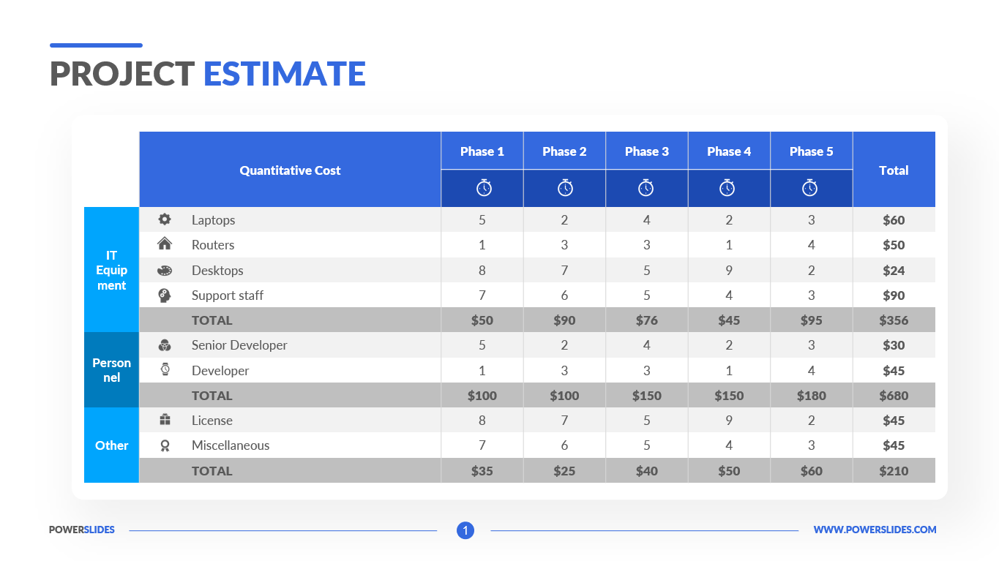 PROJECT ESTIMATE
Quantitative Cost Phase 1 Phase 2 Phase 3 Phase 4 Phase 5 Total
IT
Equip
ment
Laptops 5 2 4 2 3 $60
Routers 1 3 3 1 4 $50
Desktops 8 7 5 9 2 $24
Support staff 7 6 5 4 3 $90
TOTAL $50 $90 $76 $45 $95 $356
Person
nel
Senior Developer 5 2 4 2 3 $30
Developer 1 3 3 1 4 $45
TOTAL $100 $100 $150 $150 $180 $680
Other
License 8 7 5 9 2 $45
Miscellaneous 7 6 5 4 3 $45
TOTAL $35 $25 $40 $50 $60 $210
POWERSLIDES 1 WWW.POWERSLIDES.COM